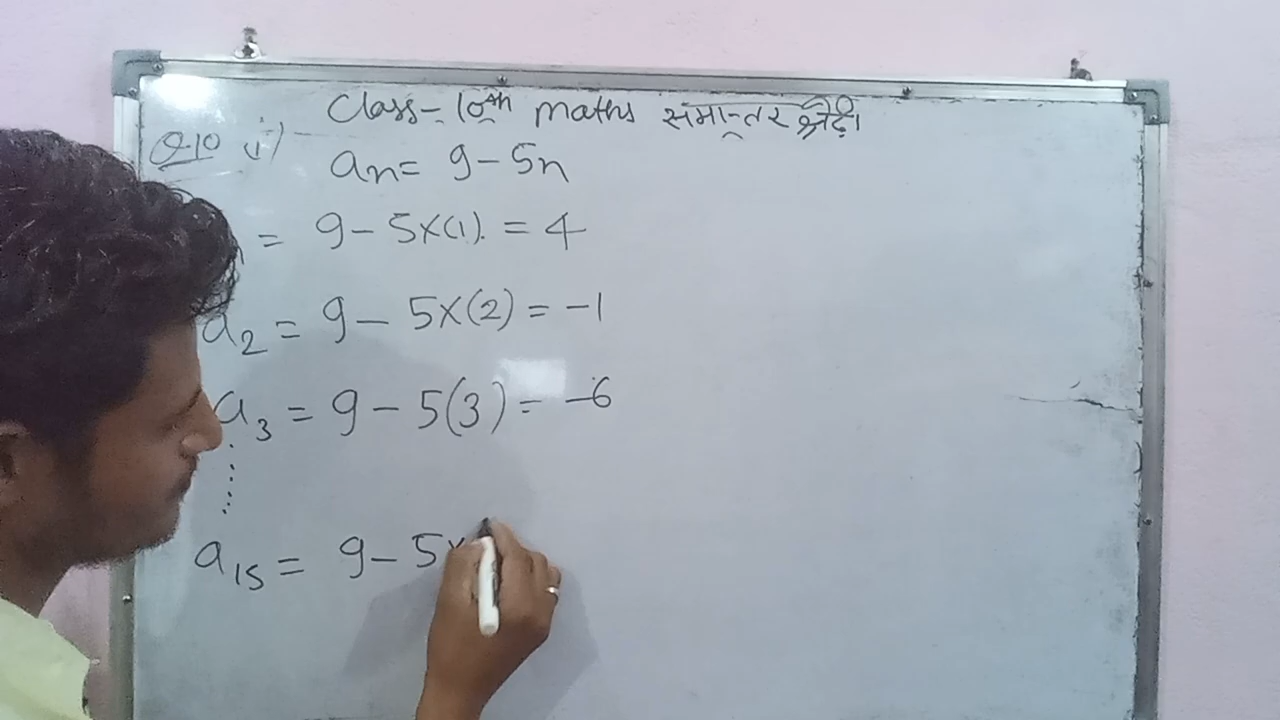 Class-10th maths समान्तर श्रेढ़ी
Q.10 ii)
an = 9-5n
= 9-5×(1). = 4
a2 = 9-5×(2) = -1
a3 = 9-5(3) = -6
a15 = 9-5×